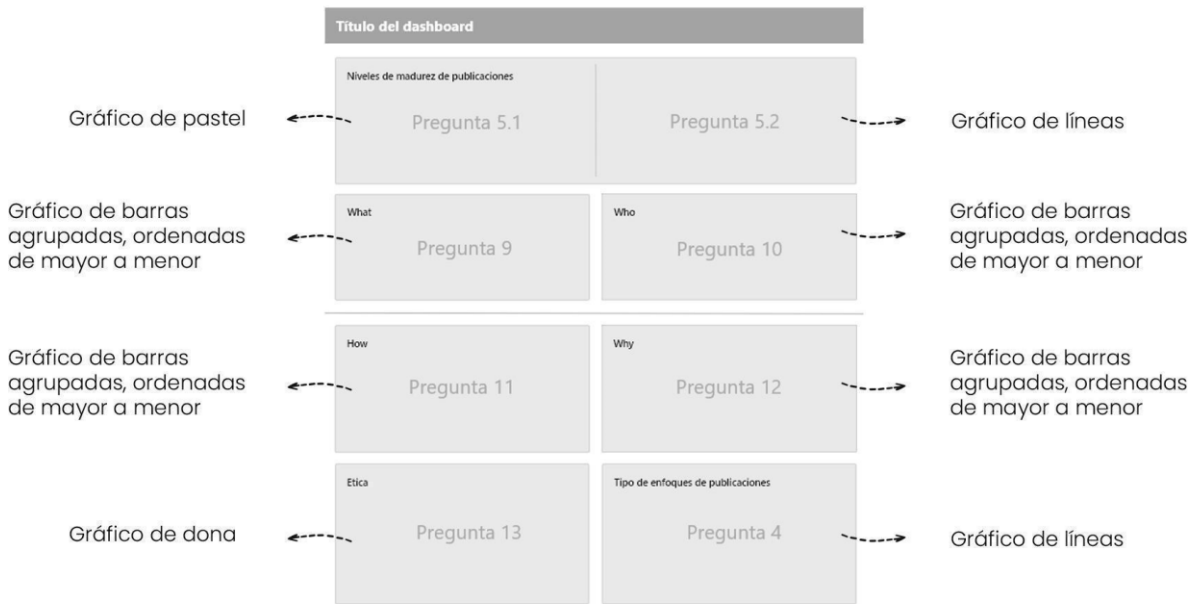 Título del dashboard
Niveles de madurez de publicaciones
Gráfico de pastel
Pregunta 5.1
Pregunta 5.2
Gráfico de líneas
Gráfico de barras
agrupadas, ordenadas
de mayor a menor
What
Pregunta 9
Who
Pregunta 10
Gráfico de barras
agrupadas, ordenadas
de mayor a menor
Gráfico de barras
agrupadas, ordenadas
de mayor a menor
How
Pregunta 11
Why
Pregunta 12
Gráfico de barras
agrupadas, ordenadas
de mayor a menor
Gráfico de dona
Etica
Pregunta 13
Tipo de enfoques de publicaciones
Pregunta 4
Gráfico de líneas